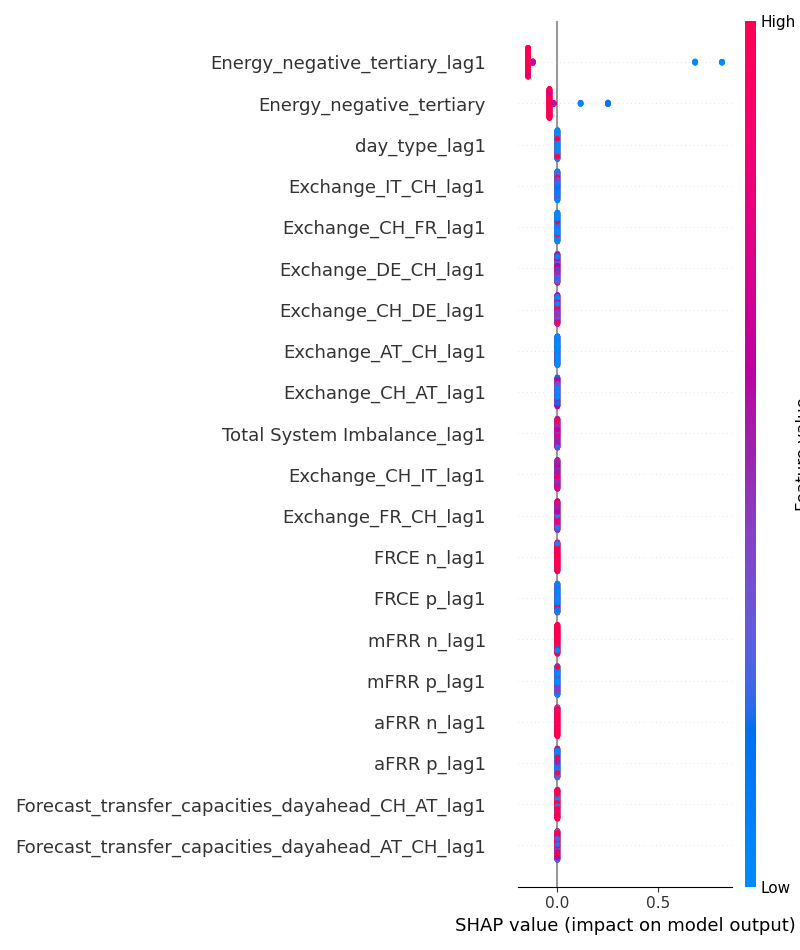 High
Energy_negative_tertiary_lag1
Energy_negative_tertiary
day_type_lag1
Exchange_IT_CH_lag1
Exchange_CH_FR_lag1
Exchange_DE_CH_lag1
Exchange_CH_DE_lag1
Exchange_AT_CH_lag1
Exchange_CH_AT_lag1
Total System Imbalance_lag1
Exchange_CH_IT_lag1
Exchange_FR_CH_lag1
FRCE n_lag1
FRCE p_lag1
mFRR n_lag1
mFRR p_lag1
aFRR n_lag1
aFRR p_lag1
Forecast_transfer_capacities_dayahead_CH_AT_lag1
Forecast_transfer_capacities_dayahead_AT_CH_lag1
Low
0.0 0.5
SHAP value (impact on model output)